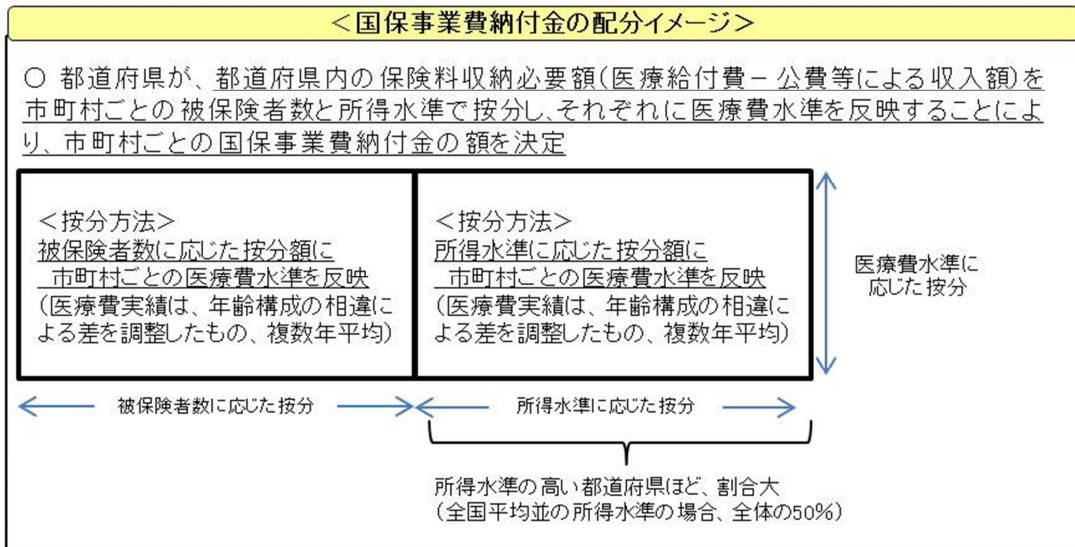 ＜国保事業費納付金の配分イメージ＞
○ 都道府県が、都道府県内の保険料収納必要額（医療給付費－公費等による収入額）を
市町村ごとの被保険者数と所得水準で按分し、それぞれに医療費水準を反映することによ
り、市町村ごとの国保事業費納付金の額を決定
＜按分方法＞
被保険者数に応じた按分額に
市町村ごとの医療費水準を反映
（医療費実績は、年齢構成の相違に
よる差を調整したもの、複数年平均）
＜按分方法＞
所得水準に応じた按分額に
市町村ごとの医療費水準を反映
（医療費実績は、年齢構成の相違に
よる差を調整したもの、複数年平均）
医療費水準に
応じた按分
被保険者数に応じた按分
所得水準に応じた按分
所得水準の高い都道府県ほど、割合大
（全国平均並の所得水準の場合、全体の50％）